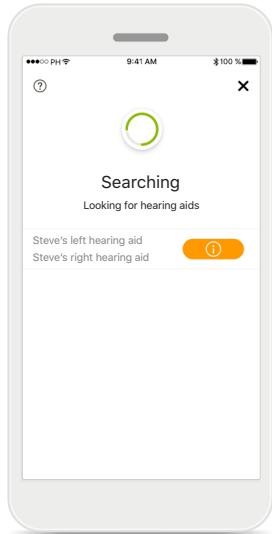 PH 9:41 AM 100 %
?
Searching
Looking for hearing aids
Steve's left hearing aid
Steve's right hearing aid
i